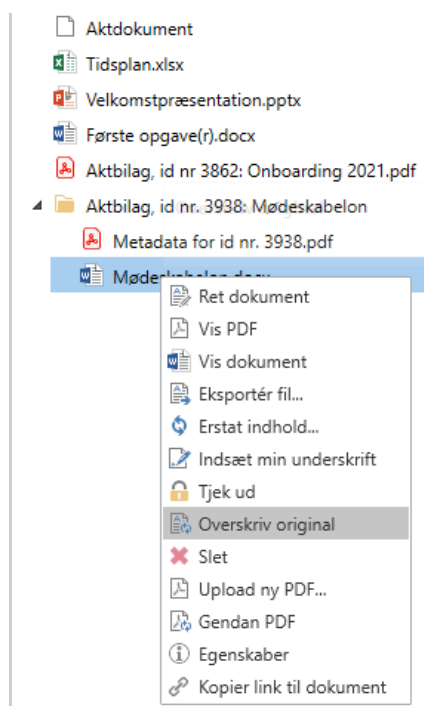 Aktdokument
Tidsplan.xlsx
Velkomstpræsentation.pptx
Første opgave(r).docx
Aktbilag, id nr 3862: Onboarding 2021.pdf
Aktbilag, id nr. 3938: Mødeskabelon
Metadata for id nr. 3938.pdf
Mødeskabelon.docx
Ret dokument
Vis PDF
Vis dokument
Eksportér fil...
Erstat indhold...
Indsæt min underskrift
Tjek ud
Overskriv original
Slet
Upload ny PDF...
Gendan PDF
Egenskaber
Kopier link til dokument